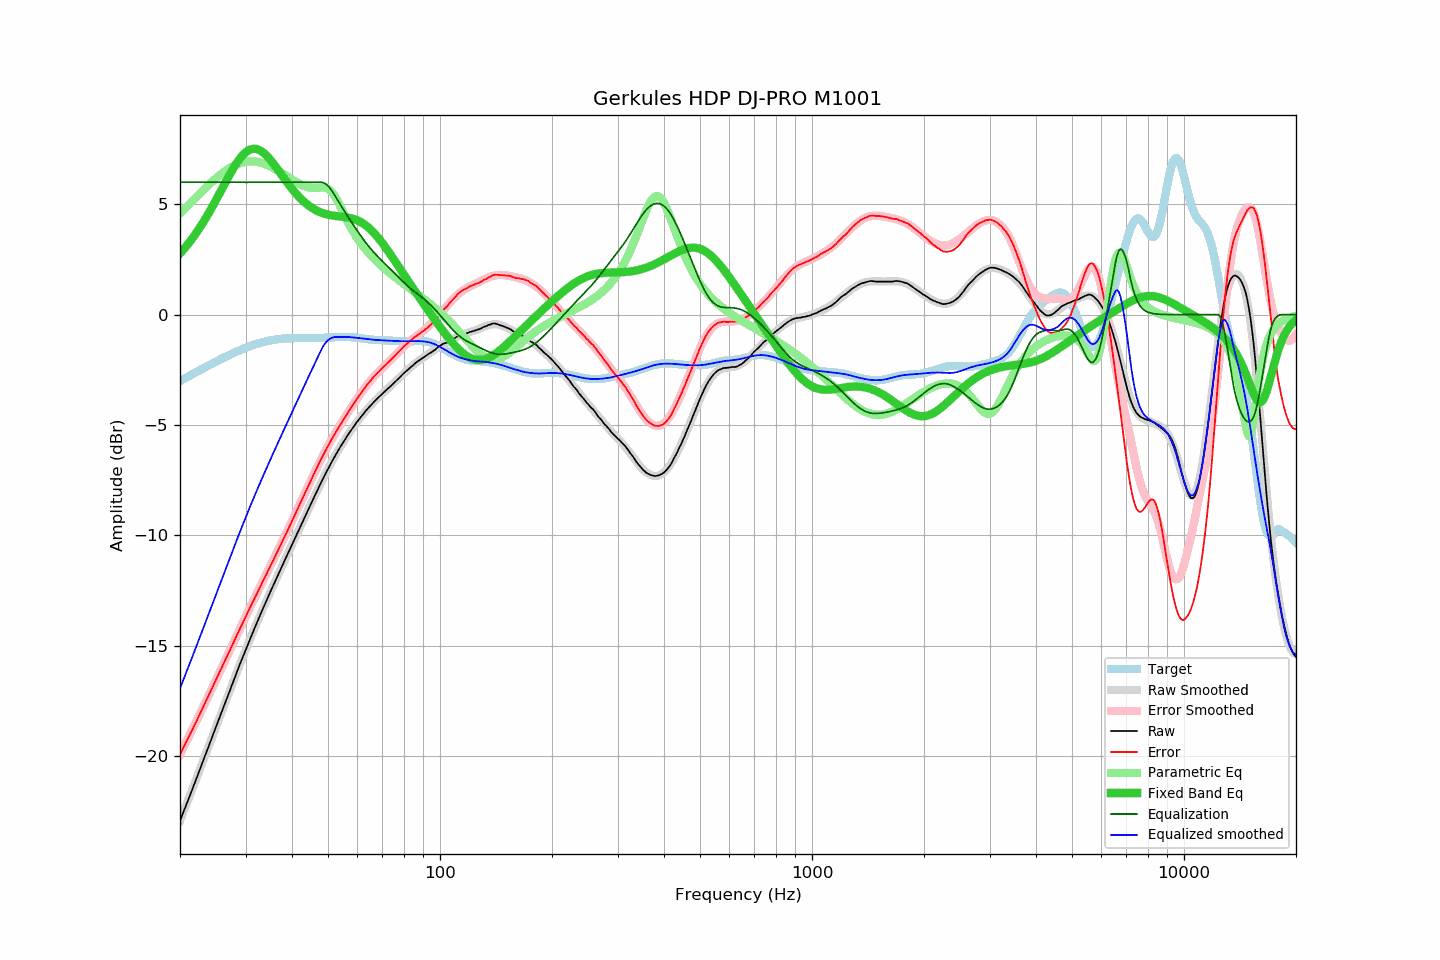 Gerkules HDP DJ-PRO M1001
Amplitude (dBr)
5
0
−5
−10
−15
−20
100
1000
10000
Frequency (Hz)
Target
Raw Smoothed
Error Smoothed
Raw
Error
Parametric Eq
Fixed Band Eq
Equalization
Equalized smoothed